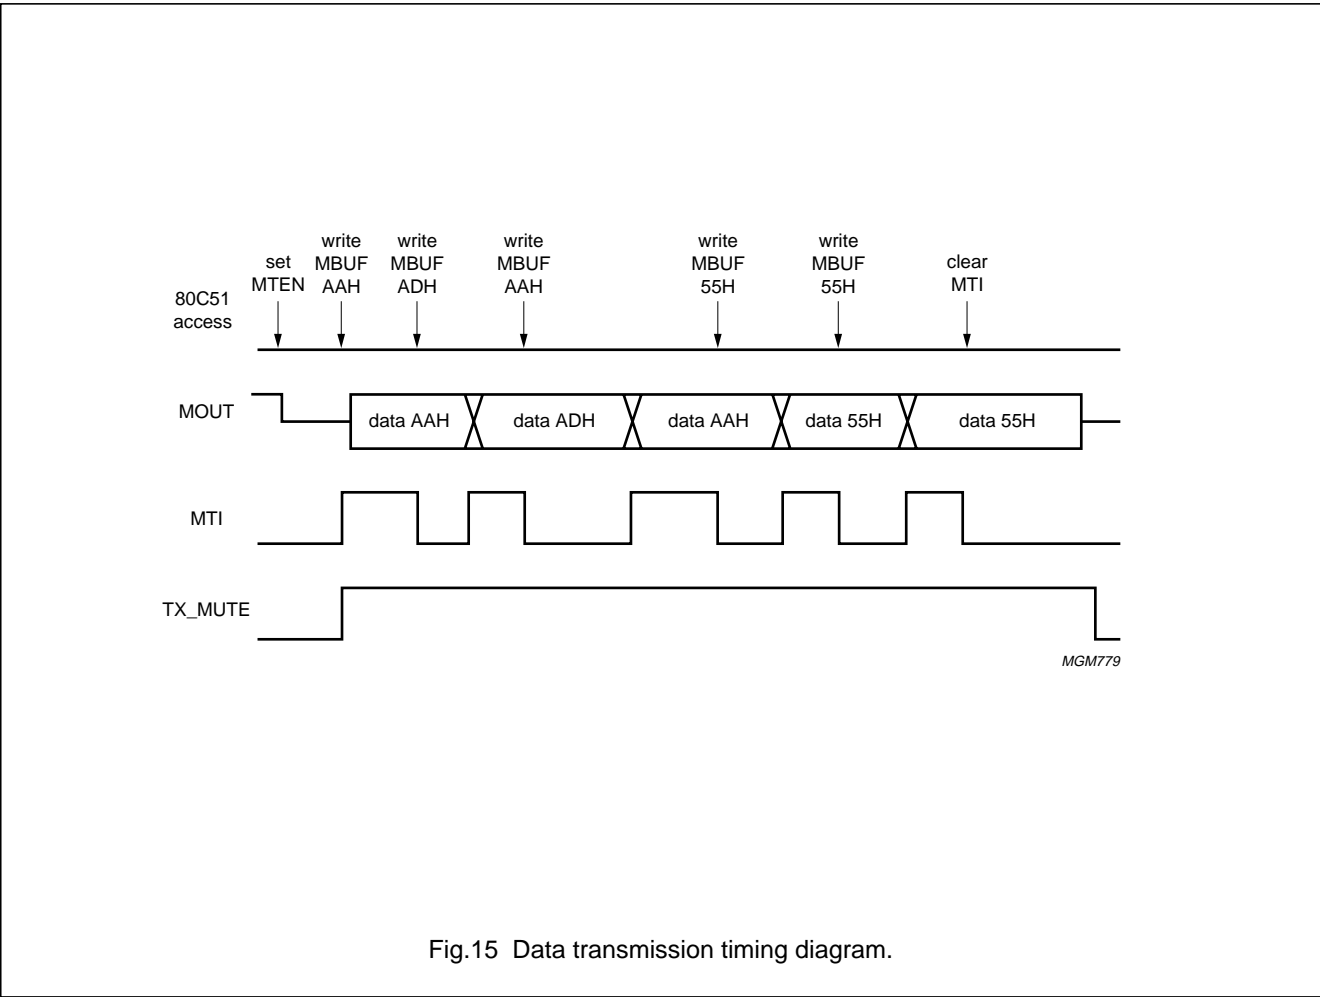 set
MTEN
write
MBUF
AAH
write
MBUF
ADH
write
MBUF
AAH
write
MBUF
55H
write
MBUF
55H
clear
MTI
80C51
access
MOUT
data AAH
data ADH
data AAH
data 55H
data 55H
MTI
TX_MUTE
MGM779
Fig.15 Data transmission timing diagram.